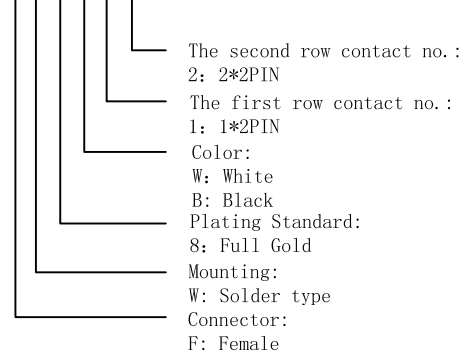 The second row contact no.:
2: 2*2PIN
The first row contact no.:
1: 1*2PIN
Color:
W: White
B: Black
Plating Standard:
8: Full Gold
Mounting:
W: Solder type
Connector:
F: Female